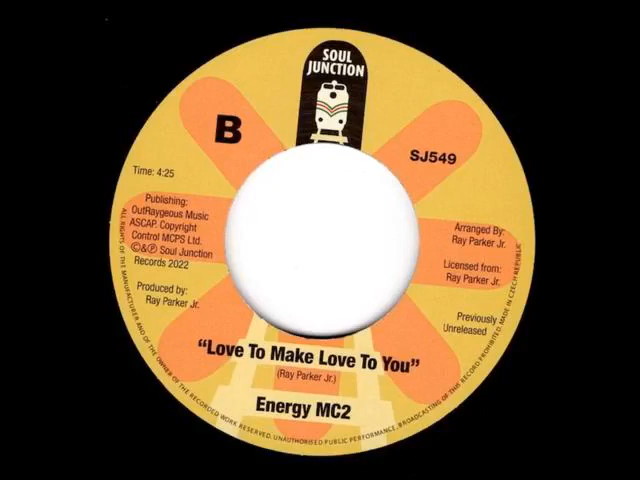 SOUL
JUNCTION
B
SJ549
Time: 4:25
Publishing:
OutRaygeous Music
ASCAP. Copyright
Control MCPS Ltd.
©&℗ Soul Junction
Records 2022
Produced by:
Ray Parker Jr.
Arranged By:
Ray Parker Jr.
Licensed from:
Ray Parker Jr.
Previously
Unreleased
"Love To Make Love To You"
(Ray Parker Jr.)
Energy MC2
ALL RIGHTS OF THE MANUFACTURER AND OF THE OWNER OF THE RECORDED WORK RESERVED. UNAUTHORISED PUBLIC PERFORMANCE, BROADCASTING OF THIS RECORD PROHIBITED. MADE IN CZECH REPUBLIC